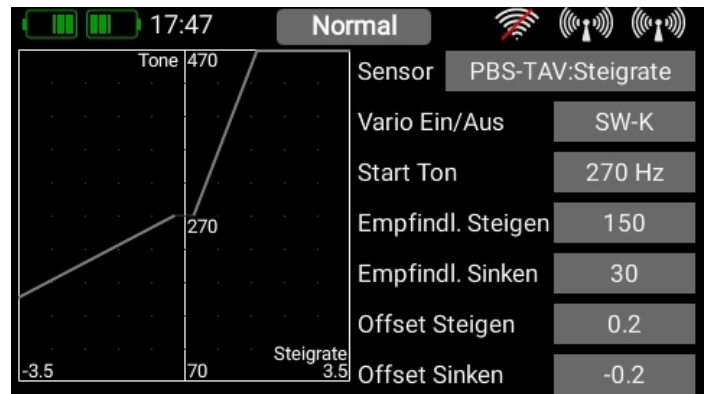 17:47 Normal
Tone 470
270
Steigrate
-3.5 70 3.5
Sensor PBS-TAV:Steigrate
Vario Ein/Aus SW-K
Start Ton 270 Hz
Empfindl. Steigen 150
Empfindl. Sinken 30
Offset Steigen 0.2
Offset Sinken -0.2